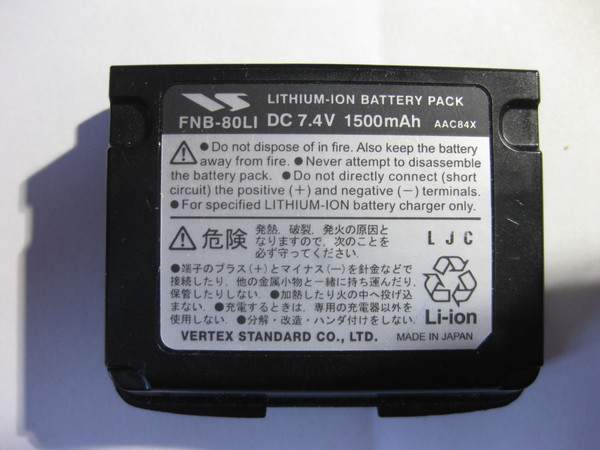 VS LITHIUM-ION BATTERY PACK
FNB-80LI DC 7.4V 1500mAh AAC84X
⚠ ●Do not dispose of in fire. Also keep the battery
away from fire. ●Never attempt to disassemble
the battery pack. ●Do not directly connect (short
circuit) the positive (+) and negative (−) terminals.
●For specified LITHIUM-ION battery charger only.
⚠ 危険 発熱，破裂，発火の原因と
なりますので，次のことを
必ず守ってください．
L J C
●端子のプラス(+)とマイナス(−)を針金などで
接続したり，他の金属小物と一緒に持ち運んだり，
保管したりしない．●加熱したり火の中へ投げ込
まない．●充電するときは，専用の充電器以外を
使用しない．●分解・改造・ハンダ付けをしない．
Li-ion
VERTEX STANDARD CO., LTD. MADE IN JAPAN